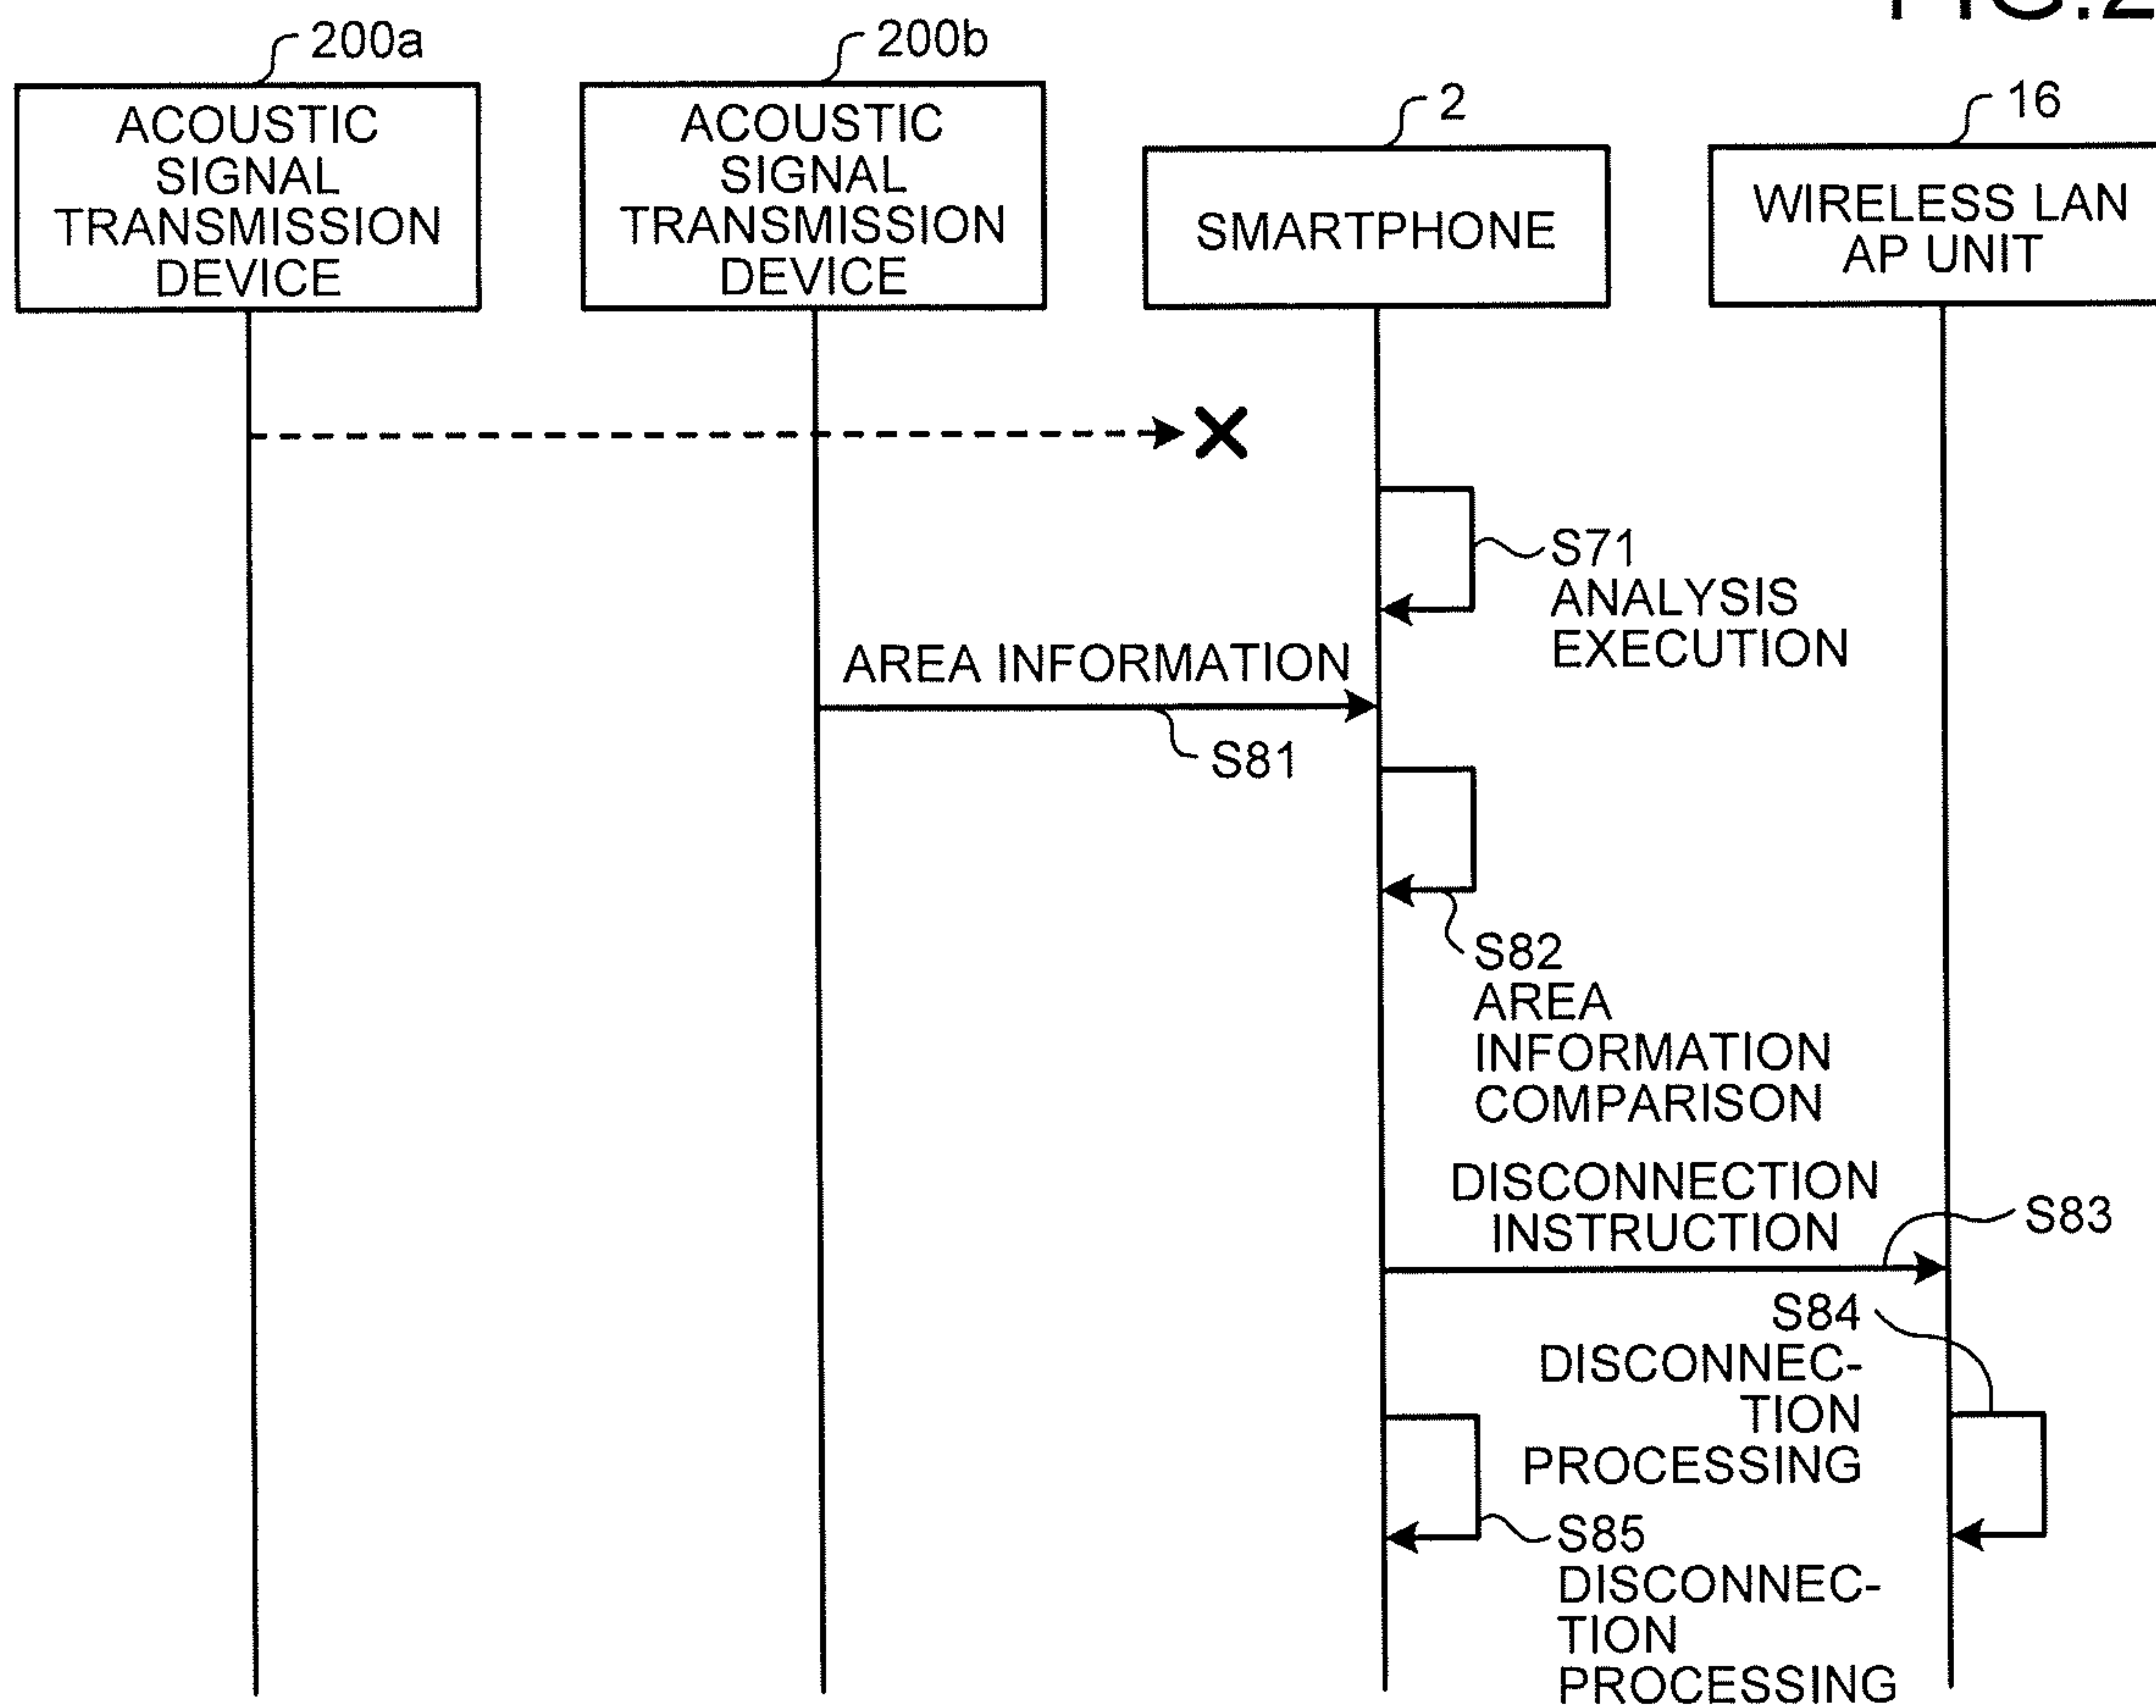 FIG.2
200a
200b
2
16
ACOUSTIC
SIGNAL
TRANSMISSION
DEVICE
ACOUSTIC
SIGNAL
TRANSMISSION
DEVICE
SMARTPHONE
WIRELESS LAN
AP UNIT
S71
ANALYSIS
EXECUTION
AREA INFORMATION
S81
S82
AREA
INFORMATION
COMPARISON
DISCONNECTION
INSTRUCTION
S83
S84
DISCONNEC-
TION
PROCESSING
S85
DISCONNEC-
TION
PROCESSING